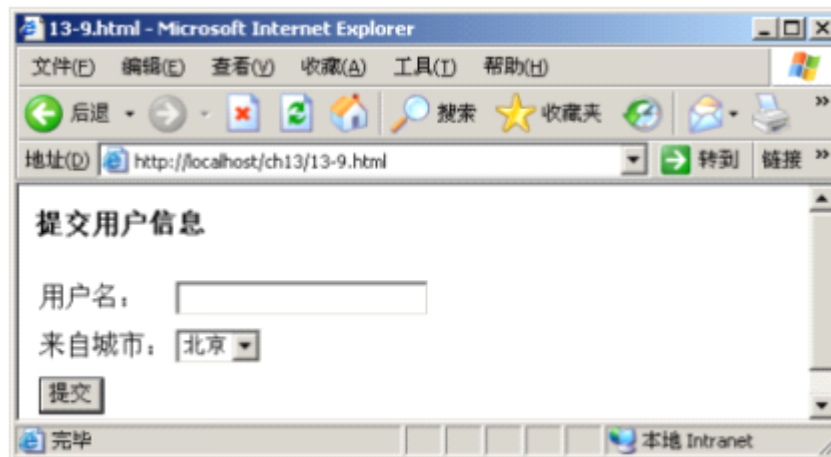 13-9.html - Microsoft Internet Explorer
文件(F) 编辑(E) 查看(V) 收藏(A) 工具(T) 帮助(H)
后退 搜索 收藏夹 »
地址(D) http://localhost/ch13/13-9.html 转到 链接 »
提交用户信息
用户名：
来自城市： 北京
提交
完毕 本地 Intranet